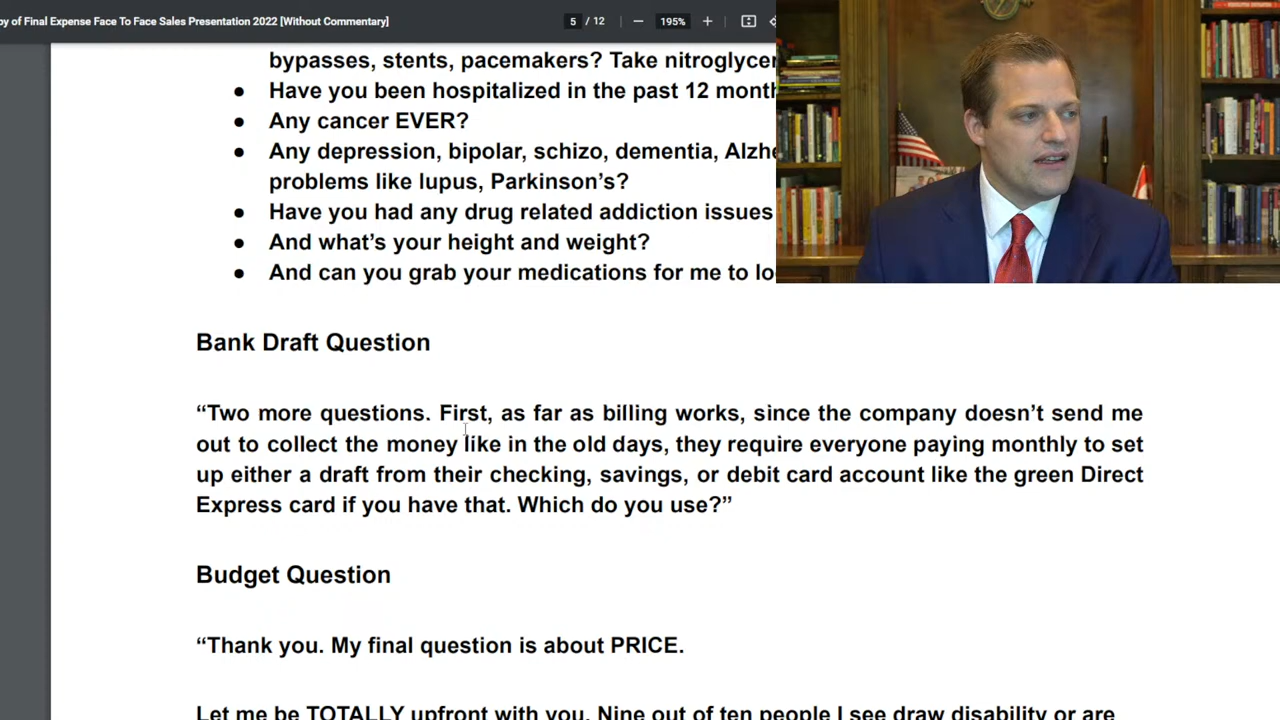 py of Final Expense Face To Face Sales Presentation 2022 [Without Commentary]
5 / 12
195%
bypasses, stents, pacemakers? Take nitroglycer
● Have you been hospitalized in the past 12 month
● Any cancer EVER?
● Any depression, bipolar, schizo, dementia, Alzhe
problems like lupus, Parkinson’s?
● Have you had any drug related addiction issues
● And what’s your height and weight?
● And can you grab your medications for me to lo
Bank Draft Question
“Two more questions. First, as far as billing works, since the company doesn’t send me
out to collect the money like in the old days, they require everyone paying monthly to set
up either a draft from their checking, savings, or debit card account like the green Direct
Express card if you have that. Which do you use?”
Budget Question
“Thank you. My final question is about PRICE.
Let me be TOTALLY upfront with you. Nine out of ten people I see draw disability or are